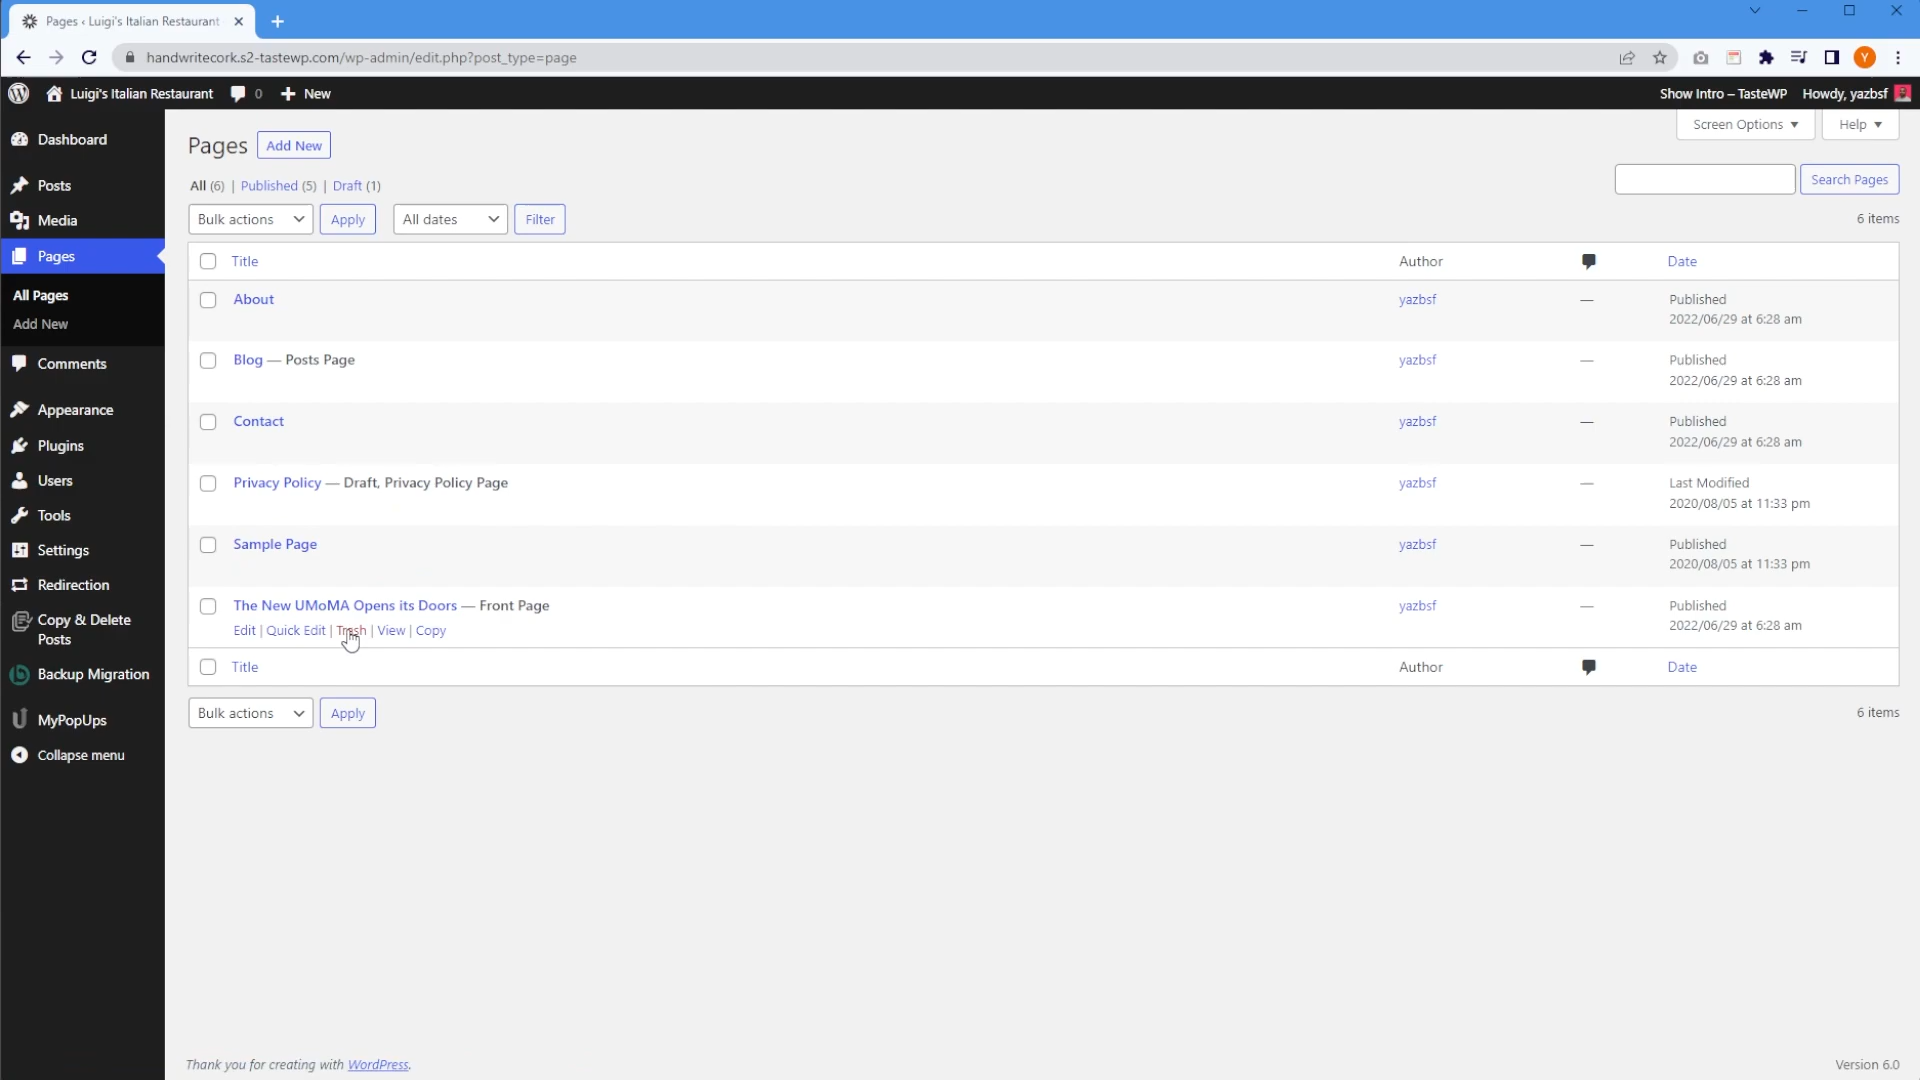 Pages ‹ Luigi's Italian Restaurant
handwritecork.s2-tastewp.com/wp-admin/edit.php?post_type=page
Y
Luigi's Italian Restaurant 0 New
Show Intro – TasteWP Howdy, yazbsf
Dashboard
Posts
Media
Pages
All Pages
Add New
Comments
Appearance
Plugins
Users
Tools
Settings
Redirection
Copy & Delete
Posts
Backup Migration
MyPopUps
Collapse menu
Screen Options Help
Pages Add New
All (6) | Published (5) | Draft (1)
Search Pages
Bulk actions Apply All dates Filter 6 items
Title Author Date
About yazbsf — Published
2022/06/29 at 6:28 am
Blog — Posts Page yazbsf — Published
2022/06/29 at 6:28 am
Contact yazbsf — Published
2022/06/29 at 6:28 am
Privacy Policy — Draft, Privacy Policy Page yazbsf — Last Modified
2020/08/05 at 11:33 pm
Sample Page yazbsf — Published
2020/08/05 at 11:33 pm
The New UMoMA Opens its Doors — Front Page yazbsf — Published
Edit | Quick Edit | Trash | View | Copy 2022/06/29 at 6:28 am
Title Author Date
Bulk actions Apply 6 items
Thank you for creating with WordPress. Version 6.0